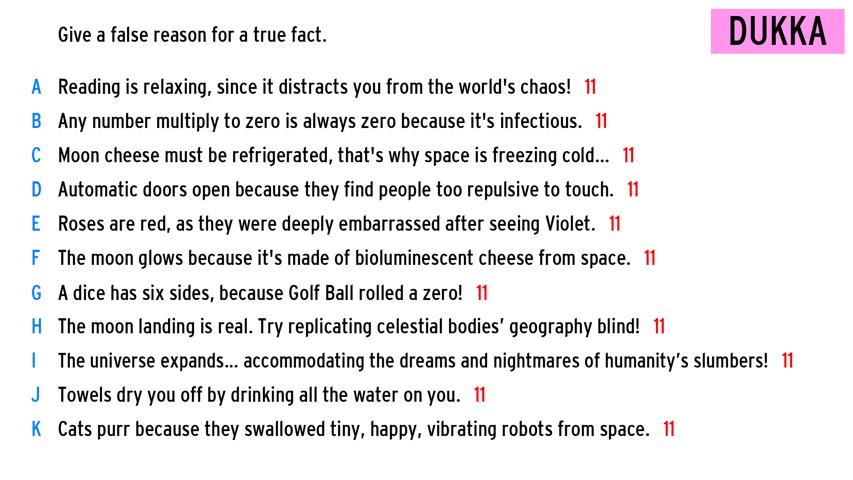 Give a false reason for a true fact.
DUKKA
A Reading is relaxing, since it distracts you from the world's chaos! 11
B Any number multiply to zero is always zero because it's infectious. 11
C Moon cheese must be refrigerated, that's why space is freezing cold... 11
D Automatic doors open because they find people too repulsive to touch. 11
E Roses are red, as they were deeply embarrassed after seeing Violet. 11
F The moon glows because it's made of bioluminescent cheese from space. 11
G A dice has six sides, because Golf Ball rolled a zero! 11
H The moon landing is real. Try replicating celestial bodies’ geography blind! 11
I The universe expands... accommodating the dreams and nightmares of humanity’s slumbers! 11
J Towels dry you off by drinking all the water on you. 11
K Cats purr because they swallowed tiny, happy, vibrating robots from space. 11